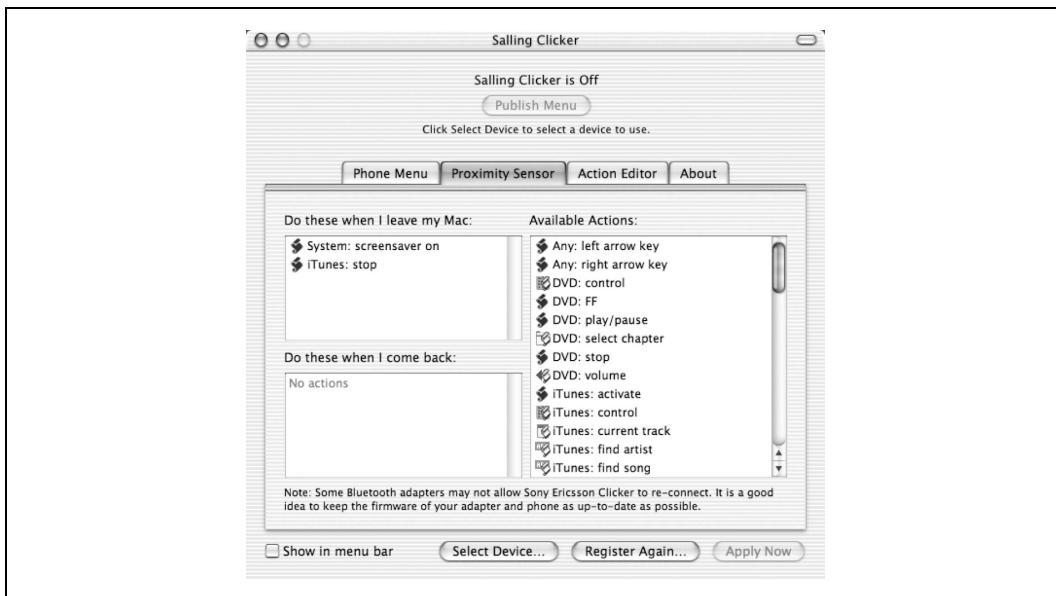 Salling Clicker
Salling Clicker is Off
Publish Menu
Click Select Device to select a device to use.
Phone Menu
Proximity Sensor
Action Editor
About
Do these when I leave my Mac:
System: screensaver on
iTunes: stop
Do these when I come back:
No actions
Available Actions:
Any: left arrow key
Any: right arrow key
DVD: control
DVD: FF
DVD: play/pause
DVD: select chapter
DVD: stop
DVD: volume
iTunes: activate
iTunes: control
iTunes: current track
iTunes: find artist
iTunes: find song
Note: Some Bluetooth adapters may not allow Sony Ericsson Clicker to re-connect. It is a good
idea to keep the firmware of your adapter and phone as up-to-date as possible.
Show in menu bar
Select Device...
Register Again...
Apply Now